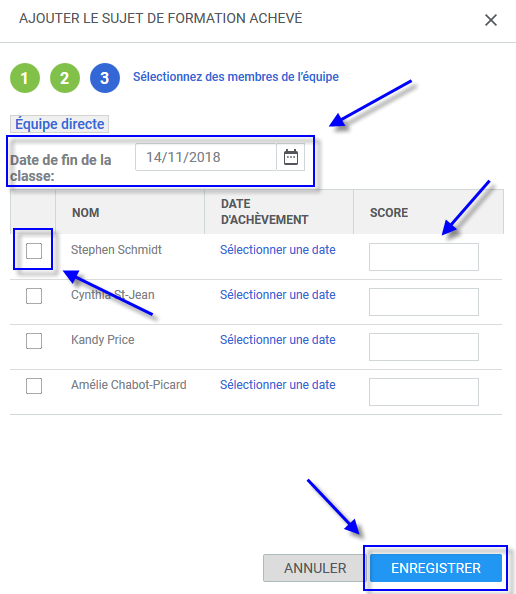 AJOUTER LE SUJET DE FORMATION ACHEVÉ
1 2 3 Sélectionnez des membres de l'équipe
Équipe directe
Date de fin de la classe:
14/11/2018
NOM DATE D'ACHÈVEMENT SCORE
Stephen Schmidt Sélectionner une date
Cynthia St-Jean Sélectionner une date
Kandy Price Sélectionner une date
Amélie Chabot-Picard Sélectionner une date
ANNULER ENREGISTRER